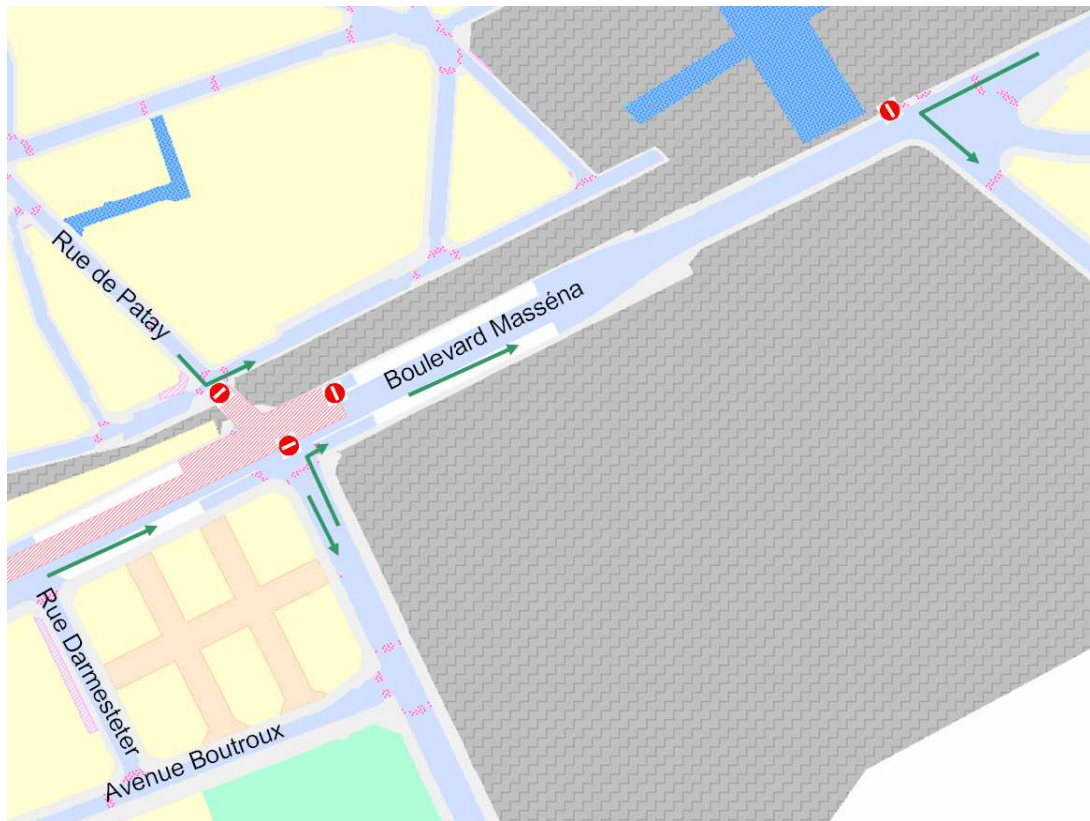 Rue de Patay
Boulevard Masséna
Rue Darmesteter
Avenue Boutroux